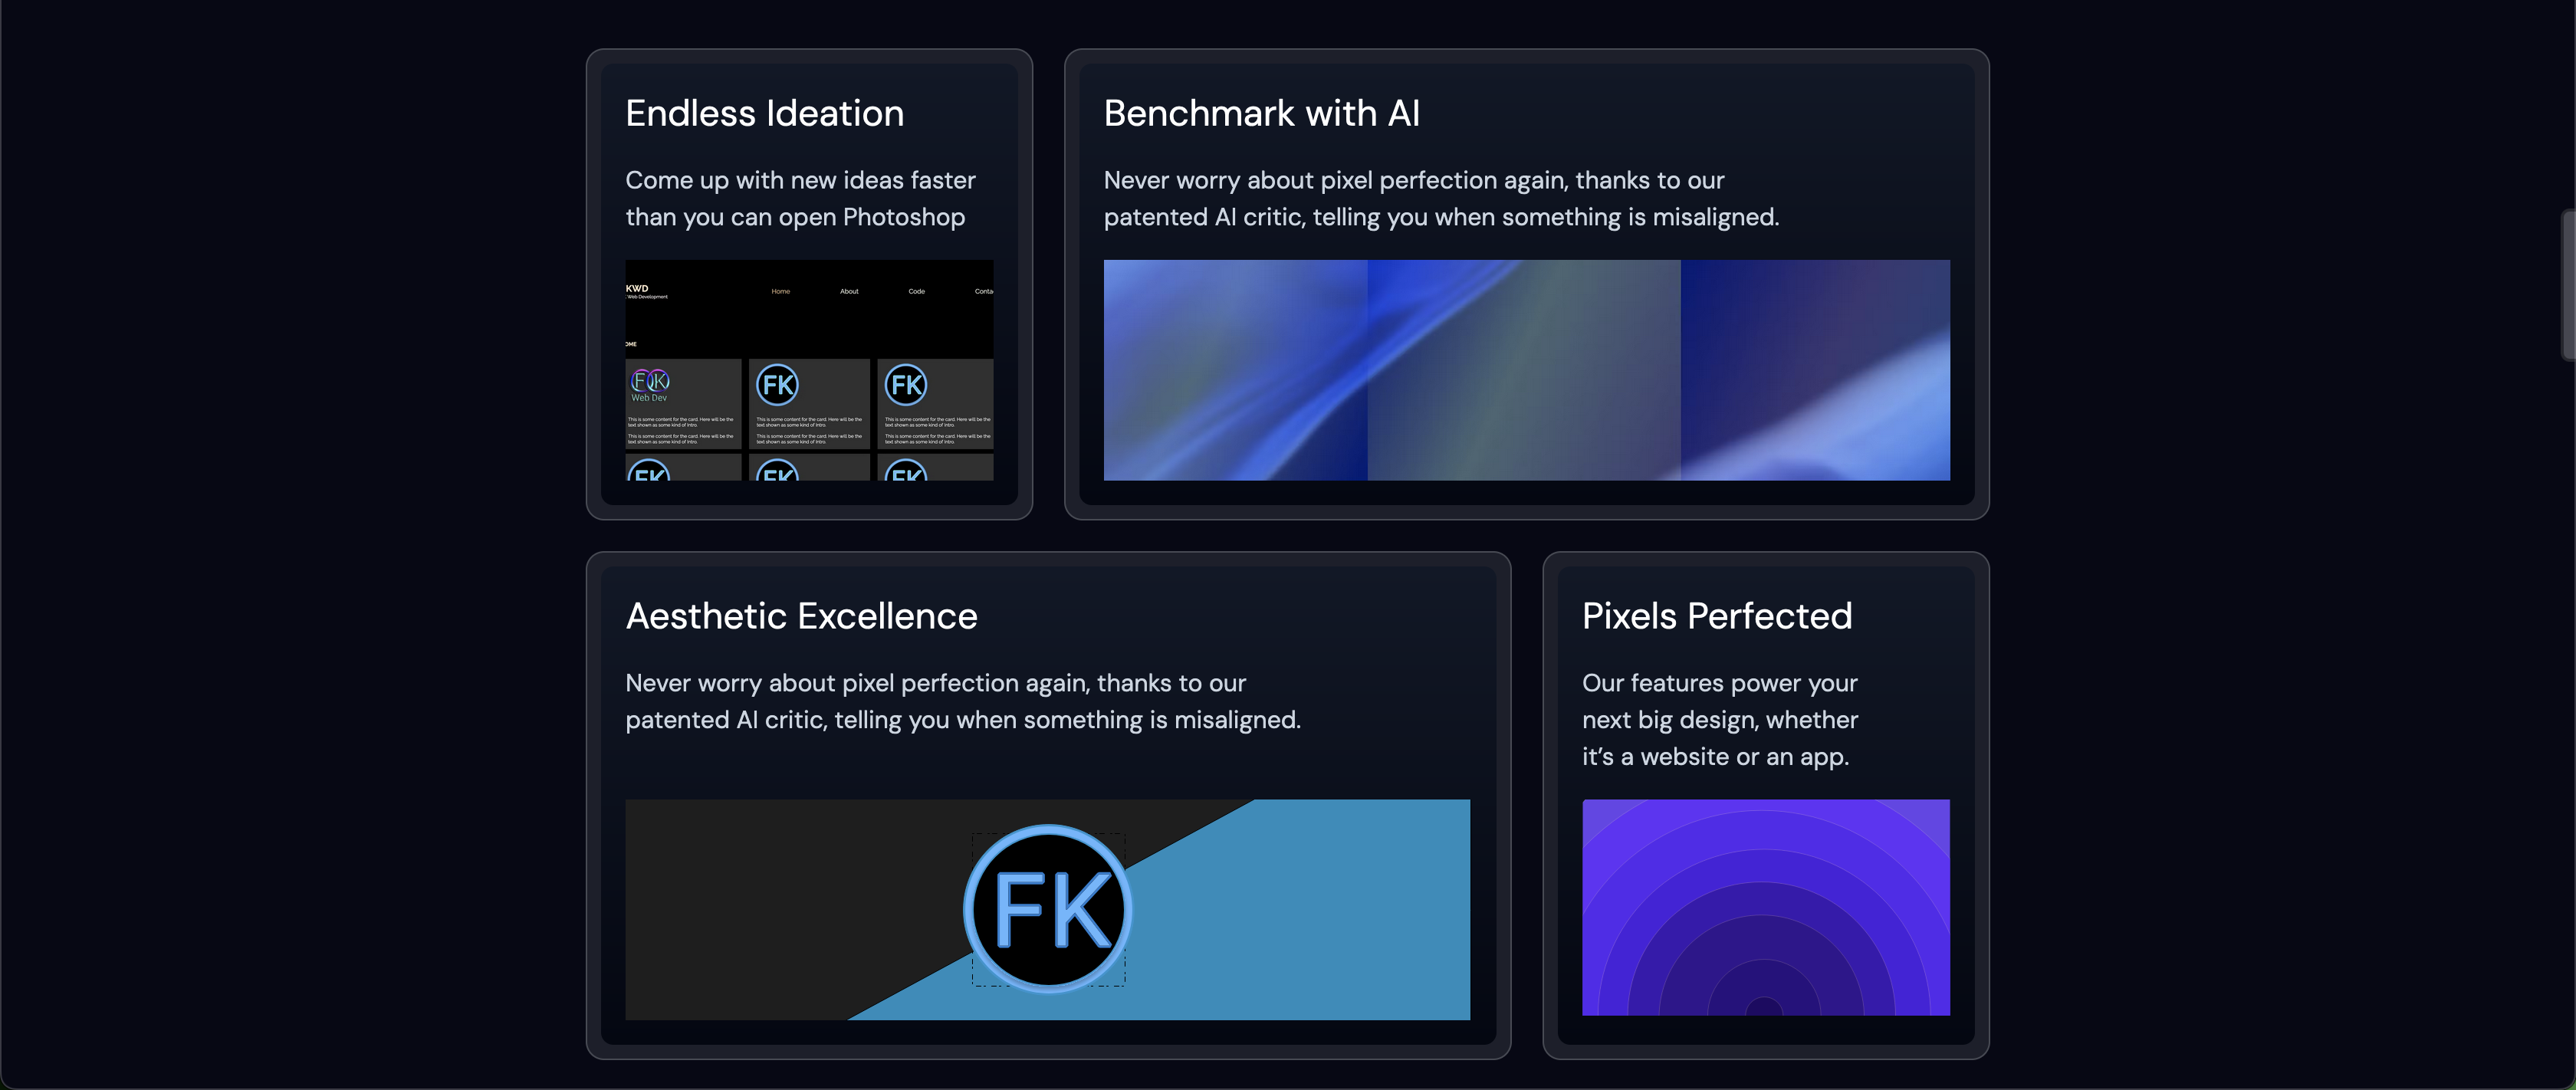 Endless Ideation
Come up with new ideas faster
than you can open Photoshop
KWD
Web Development
Home About Code Conta
OME
FK
Web Dev
This is some content for the card. Here will be the
text shown as some kind of Intro.
This is some content for the card. Here will be the
text shown as some kind of Intro.
FK
This is some content for the card. Here will be the
text shown as some kind of Intro.
This is some content for the card. Here will be the
text shown as some kind of Intro.
FK
This is some content for the card. Here will be the
text shown as some kind of Intro.
This is some content for the card. Here will be the
text shown as some kind of Intro.
FK
FK
FK
Benchmark with AI
Never worry about pixel perfection again, thanks to our
patented AI critic, telling you when something is misaligned.
Aesthetic Excellence
Never worry about pixel perfection again, thanks to our
patented AI critic, telling you when something is misaligned.
FK
Pixels Perfected
Our features power your
next big design, whether
it’s a website or an app.